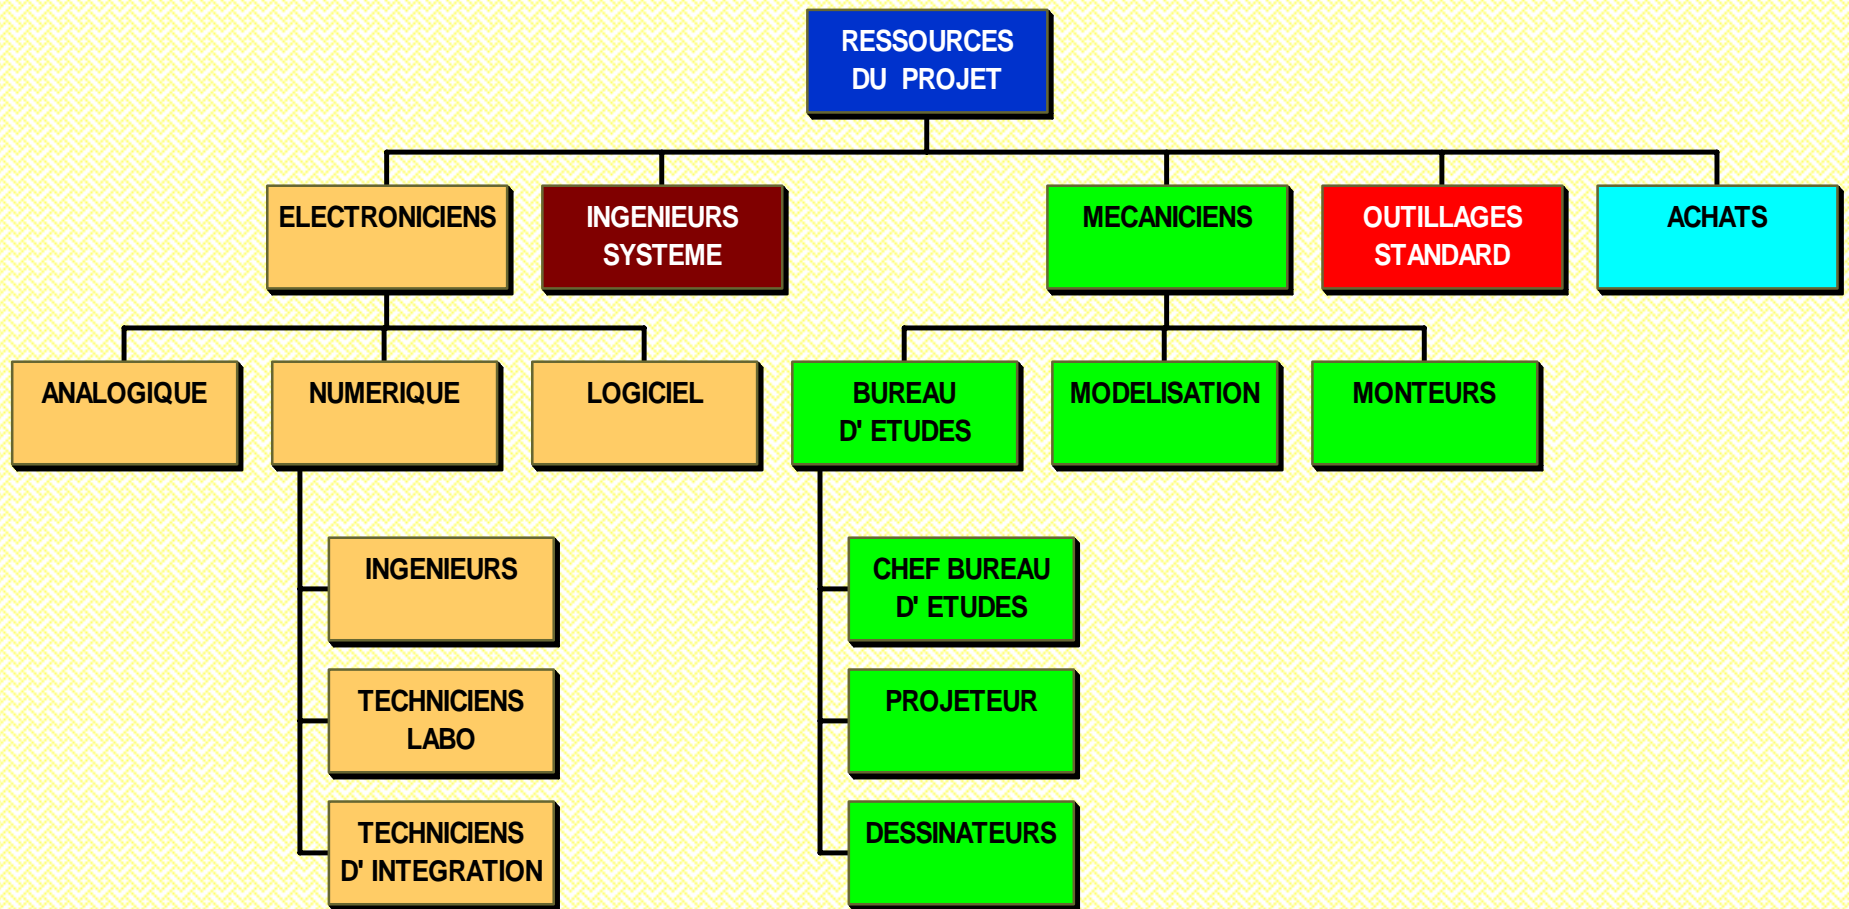 RESSOURCES
DU PROJET
ELECTRONICIENS
INGENIEURS
SYSTEME
MECANICIENS
OUTILLAGES
STANDARD
ACHATS
ANALOGIQUE
NUMERIQUE
LOGICIEL
BUREAU
D' ETUDES
MODELISATION
MONTEURS
INGENIEURS
CHEF BUREAU
D' ETUDES
TECHNICIENS
LABO
PROJETEUR
TECHNICIENS
D' INTEGRATION
DESSINATEURS